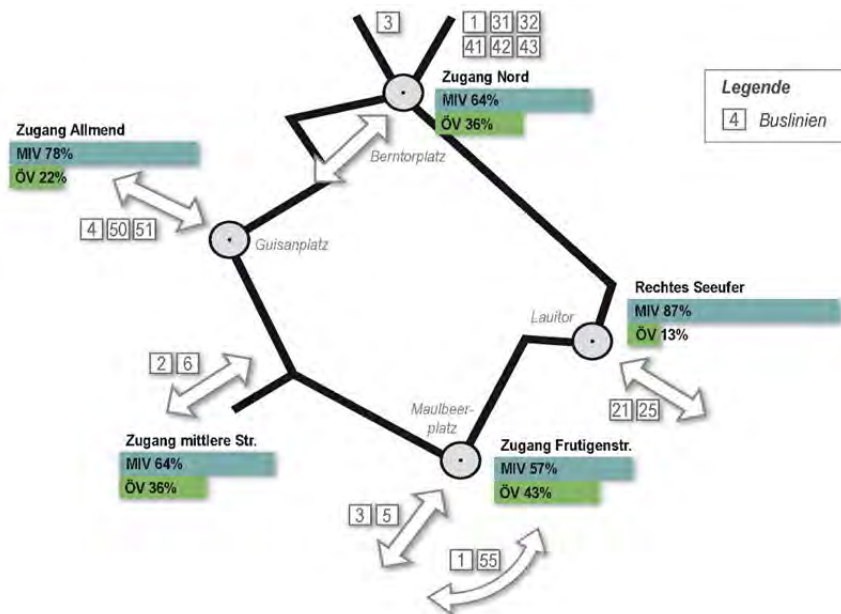 3
1 31 32
41 42 43
Zugang Nord
MIV 64%
ÖV 36%
Legende
4 Buslinien
Berntorplatz
Zugang Allmend
MIV 78%
ÖV 22%
4 50 51
Guisanplatz
Rechtes Seeufer
MIV 87%
ÖV 13%
Lauitor
21 25
2 6
Zugang mittlere Str.
MIV 64%
ÖV 36%
Maulbeer-
platz
Zugang Frutigenstr.
MIV 57%
ÖV 43%
3 5
1 55